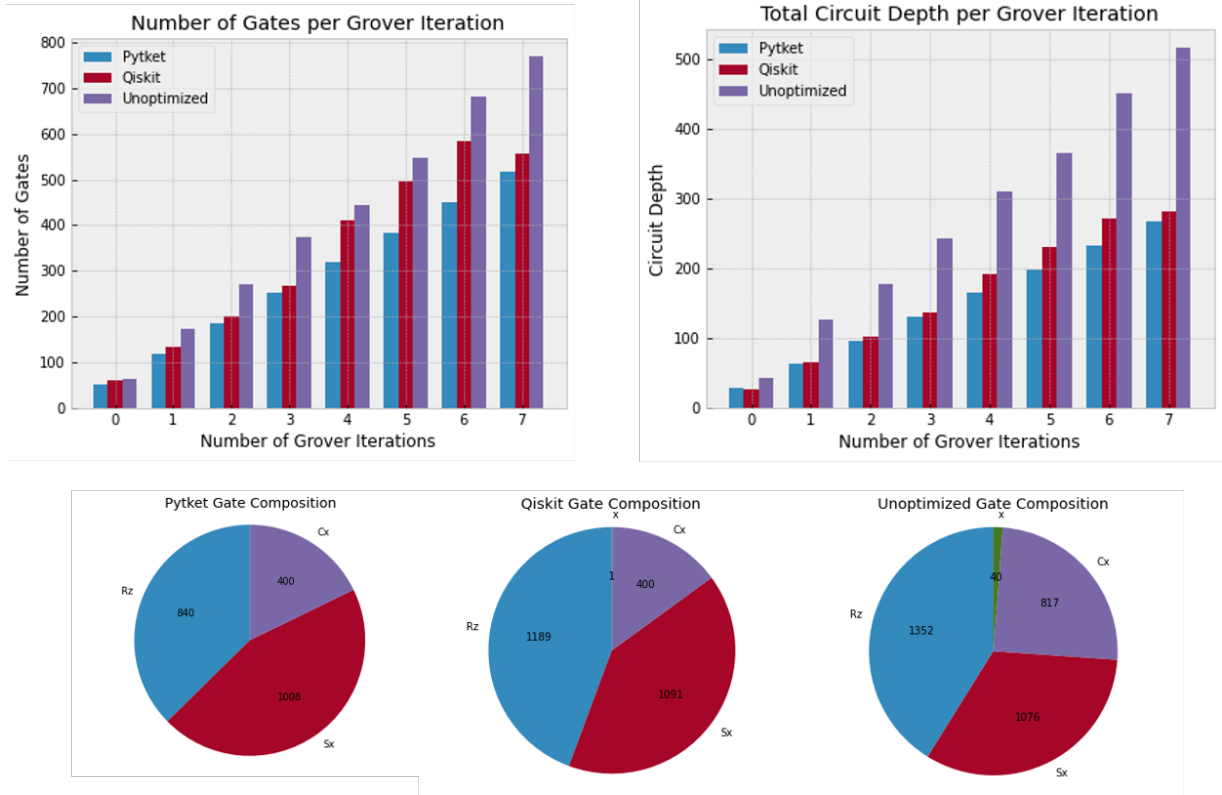 Number of Gates per Grover Iteration
Number of Gates
800
700
600
500
400
300
200
100
0
Pytket
Qiskit
Unoptimized
0 1 2 3 4 5 6 7
Number of Grover Iterations
Total Circuit Depth per Grover Iteration
Circuit Depth
500
400
300
200
100
0
Pytket
Qiskit
Unoptimized
0 1 2 3 4 5 6 7
Number of Grover Iterations
Pytket Gate Composition
Cx
400
Rz
840
1008
Sx
Qiskit Gate Composition
x
Cx
1
400
Rz
1189
1091
Sx
Unoptimized Gate Composition
x
Cx
40
817
Rz
1352
1076
Sx